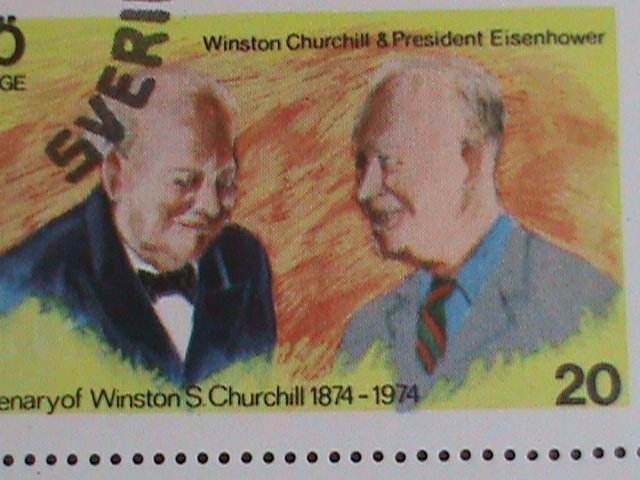 Ö
GE
SVERI
Winston Churchill & President Eisenhower
enary of Winston S. Churchill 1874 - 1974
20